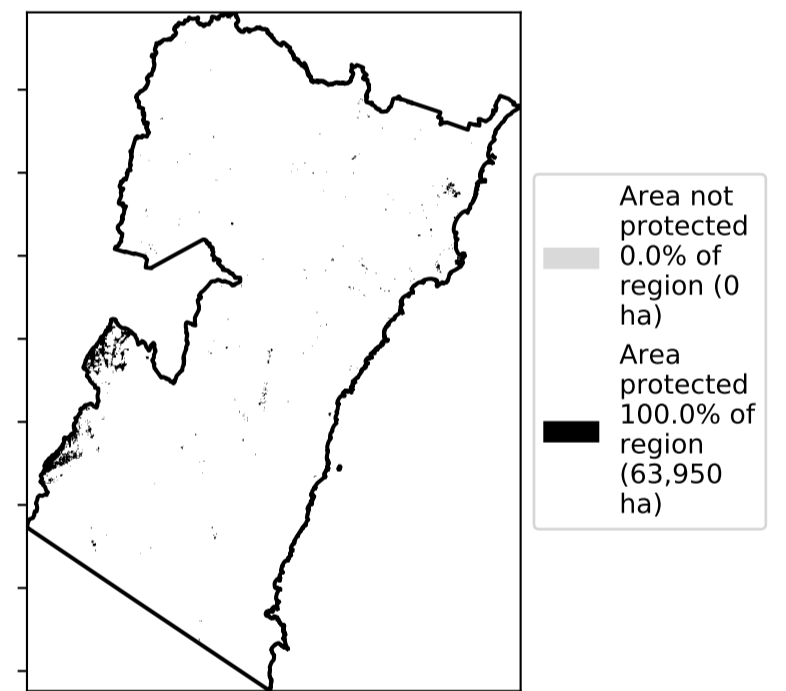 Area not
protected
0.0% of
region (0
ha)
Area
protected
100.0% of
region
(63,950
ha)